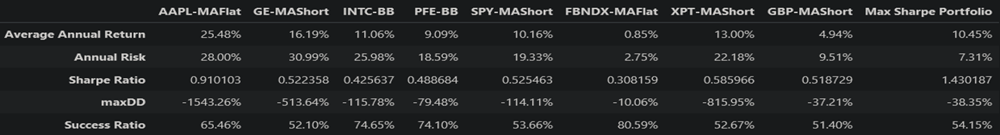 AAPL-MAFlat GE-MAShort INTC-BB PFE-BB SPY-MAShort FBNDX-MAFlat XPT-MAShort GBP-MAShort Max Sharpe Portfolio
Average Annual Return 25.48% 16.19% 11.06% 9.09% 10.16% 0.85% 13.00% 4.94% 10.45%
Annual Risk 28.00% 30.99% 25.98% 18.59% 19.33% 2.75% 22.18% 9.51% 7.31%
Sharpe Ratio 0.910103 0.522358 0.425637 0.488684 0.525463 0.308159 0.585966 0.518729 1.430187
maxDD -1543.26% -513.64% -115.78% -79.48% -114.11% -10.06% -815.95% -37.21% -38.35%
Success Ratio 65.46% 52.10% 74.65% 74.10% 53.66% 80.59% 52.67% 51.40% 54.15%